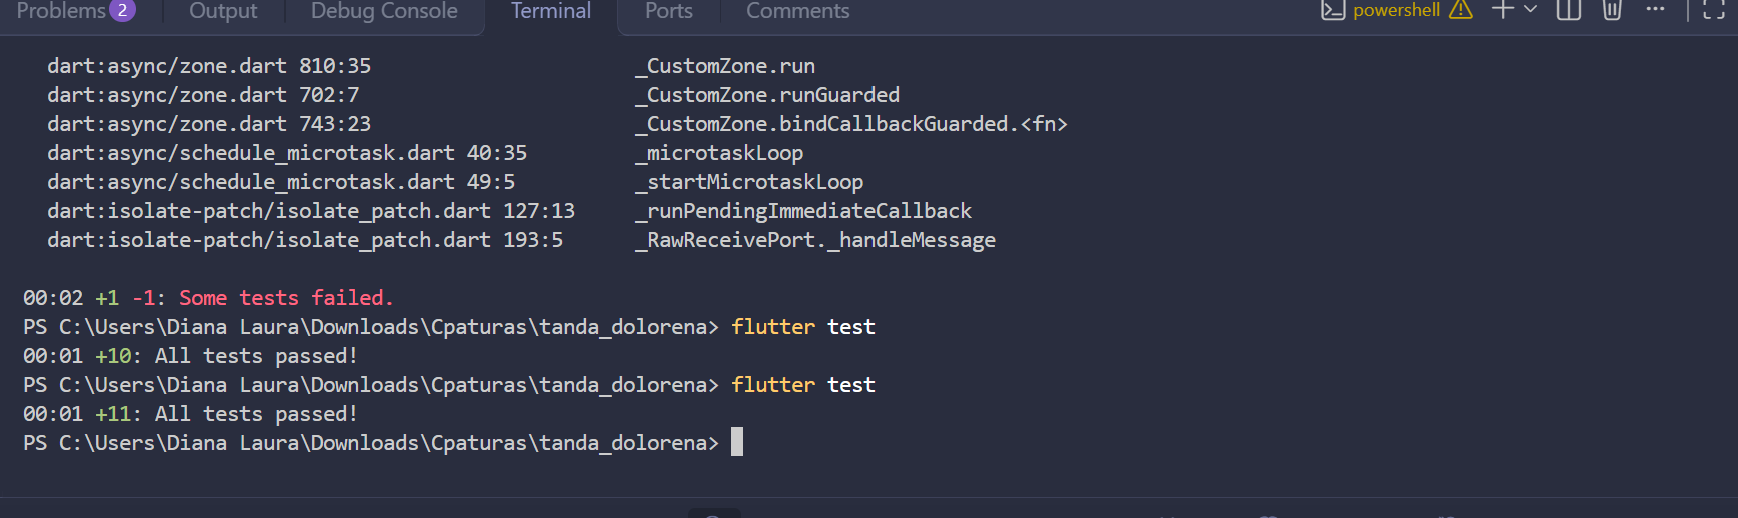 Problems 2 Output Debug Console Terminal Ports Comments powershell
dart:async/zone.dart 810:35 _CustomZone.run
dart:async/zone.dart 702:7 _CustomZone.runGuarded
dart:async/zone.dart 743:23 _CustomZone.bindCallbackGuarded.<fn>
dart:async/schedule_microtask.dart 40:35 _microtaskLoop
dart:async/schedule_microtask.dart 49:5 _startMicrotaskLoop
dart:isolate-patch/isolate_patch.dart 127:13 _runPendingImmediateCallback
dart:isolate-patch/isolate_patch.dart 193:5 _RawReceivePort._handleMessage
00:02 +1 -1: Some tests failed.
PS C:\Users\Diana Laura\Downloads\Cpaturas\tanda_dolorena> flutter test
00:01 +10: All tests passed!
PS C:\Users\Diana Laura\Downloads\Cpaturas\tanda_dolorena> flutter test
00:01 +11: All tests passed!
PS C:\Users\Diana Laura\Downloads\Cpaturas\tanda_dolorena>